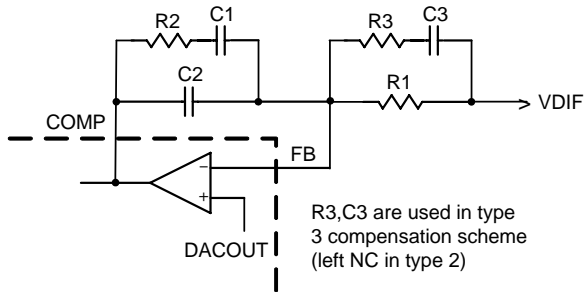 R2
C1
R3
C3
C2
R1
VDIF
COMP
FB
−
+
DACOUT
R3,C3 are used in type
3 compensation scheme
(left NC in type 2)